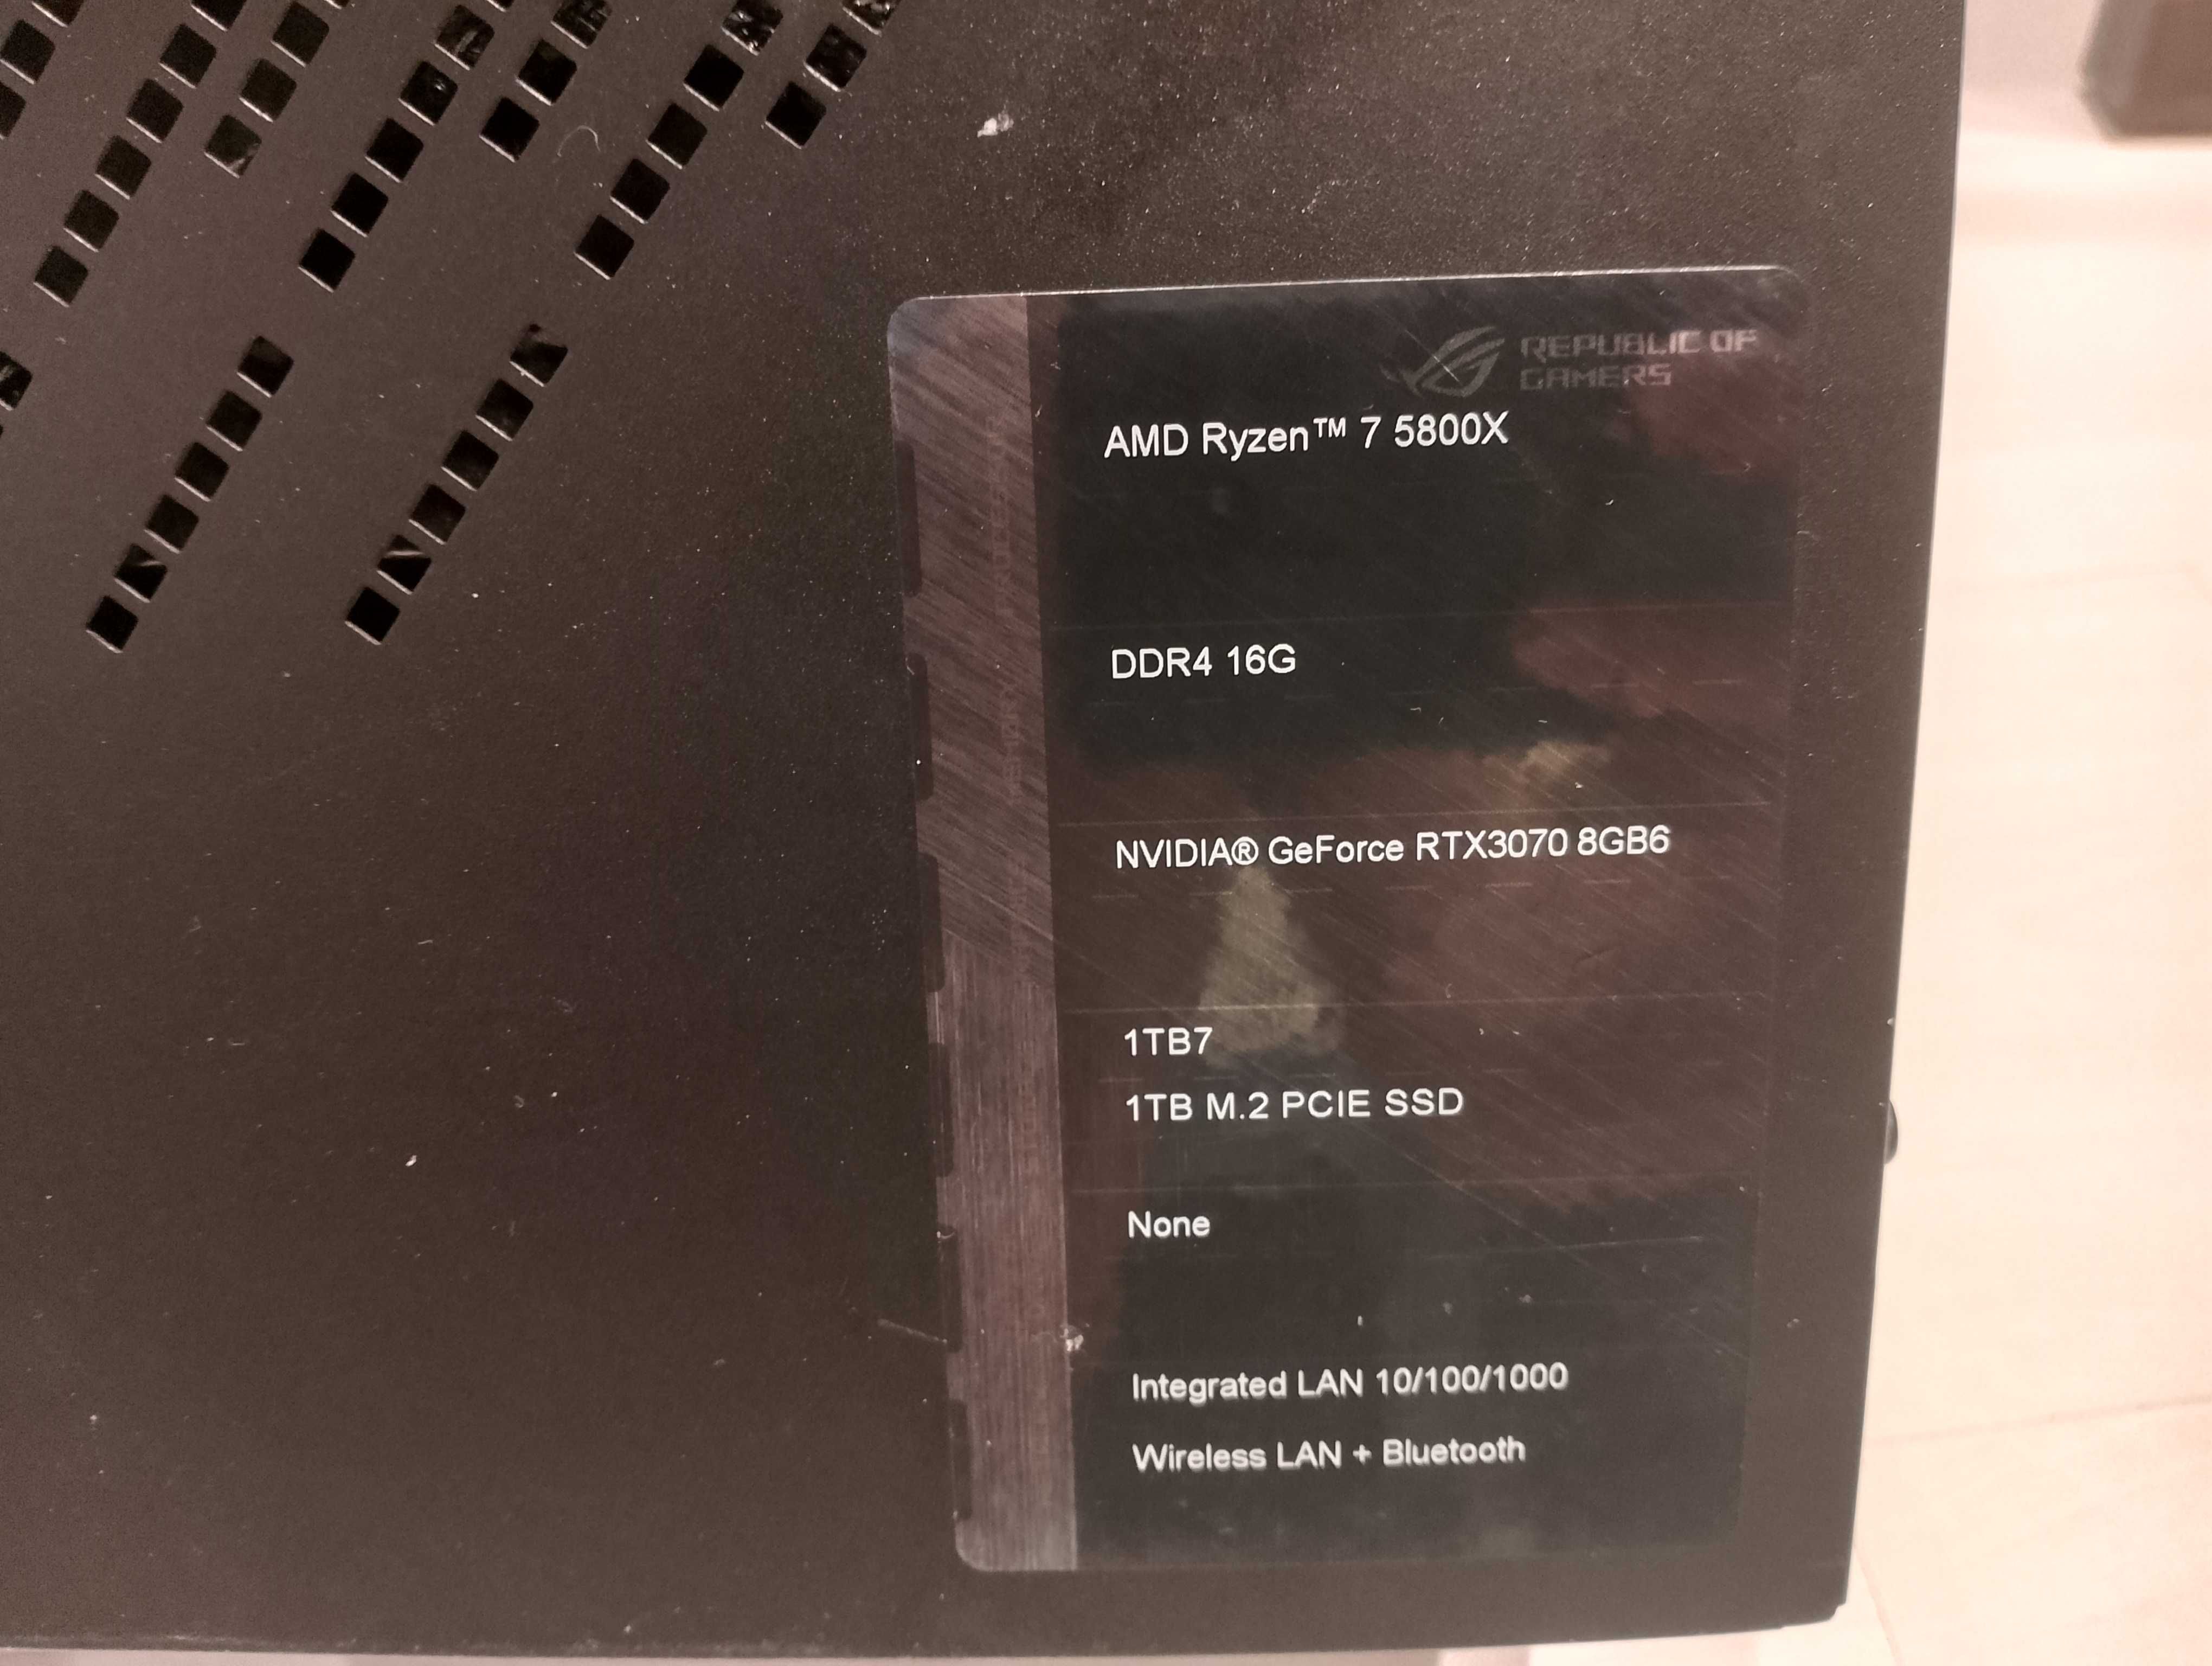 REPUBLIC OF
GAMERS
AMD Ryzen™ 7 5800X
DDR4 16G
NVIDIA® GeForce RTX3070 8GB6
1TB7
1TB M.2 PCIE SSD
None
Integrated LAN 10/100/1000
Wireless LAN + Bluetooth